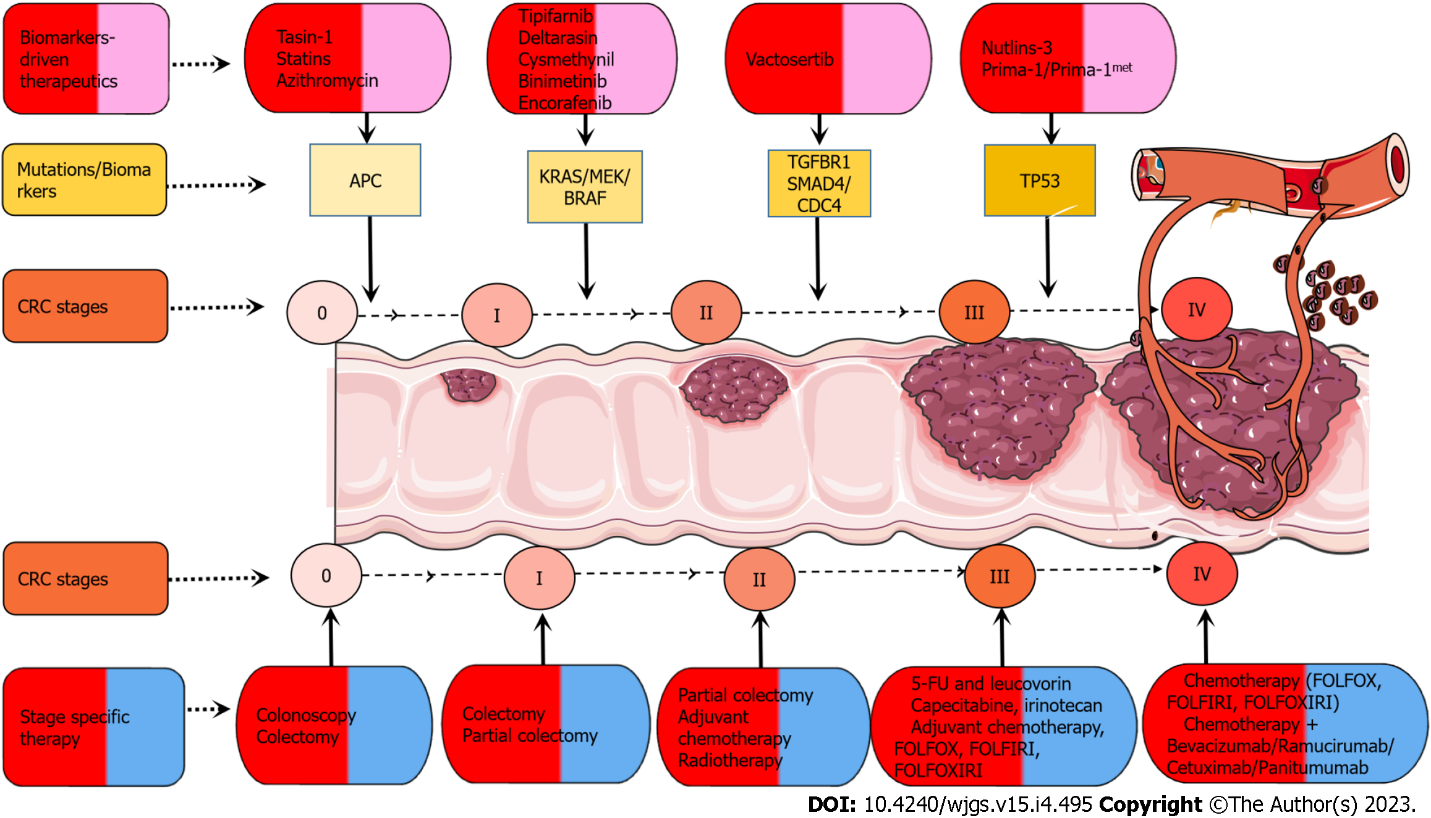 Biomarkers-
driven
therapeutics
Tasin-1
Statins
Azithromycin
Tipifarnib
Deltarasin
Cysmethynil
Binimetinib
Encorafenib
Vactosertib
Nutlins-3
Prima-1/Prima-1met
Mutations/Bioma
rkers
APC
KRAS/MEK/
BRAF
TGFBR1
SMAD4/
CDC4
TP53
CRC stages
0
I
II
III
IV
CRC stages
0
I
II
III
IV
Stage specific
therapy
Colonoscopy
Colectomy
Colectomy
Partial colectomy
Partial colectomy
Adjuvant
chemotherapy
Radiotherapy
5-FU and leucovorin
Capecitabine, irinotecan
Adjuvant chemotherapy,
FOLFOX, FOLFIRI,
FOLFOXIRI
Chemotherapy (FOLFOX,
FOLFIRI, FOLFOXIRI)
Chemotherapy +
Bevacizumab/Ramucirumab/
Cetuximab/Panitumumab
DOI: 10.4240/wjgs.v15.i4.495 Copyright ©The Author(s) 2023.